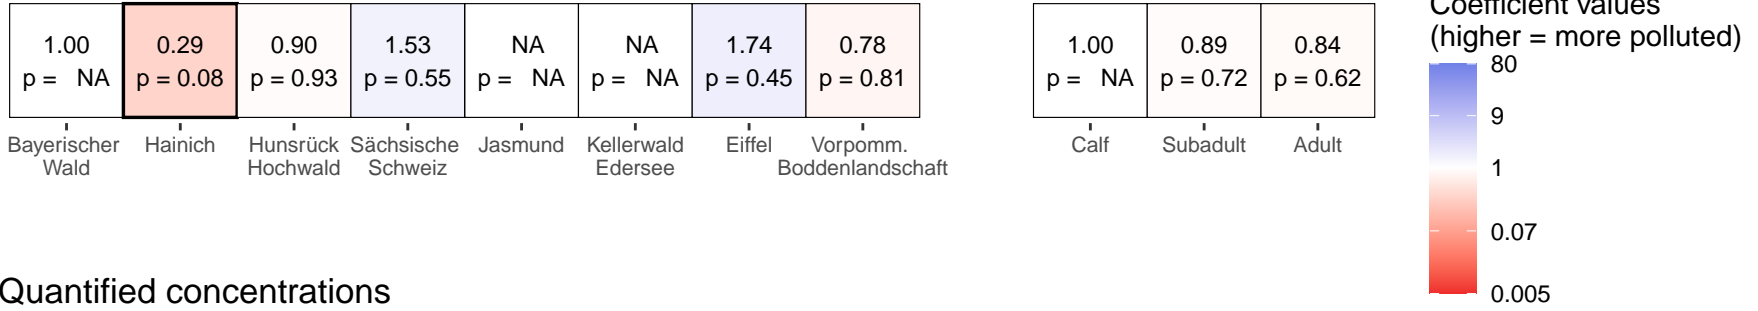 Coefficient values
(higher = more polluted)
1.00 0.29 0.90 1.53 NA NA 1.74 0.78 1.00 0.89 0.84
p = NA p = 0.08 p = 0.93 p = 0.55 p = NA p = NA p = 0.45 p = 0.81 p = NA p = 0.72 p = 0.62
Bayerischer Hainich Hunsrück Sächsische Jasmund Kellerwald Eiffel Vorpomm. Calf Subadult Adult
Wald Hochwald Schweiz Edersee Boddenlandschaft
80
9
1
0.07
0.005
Quantified concentrations